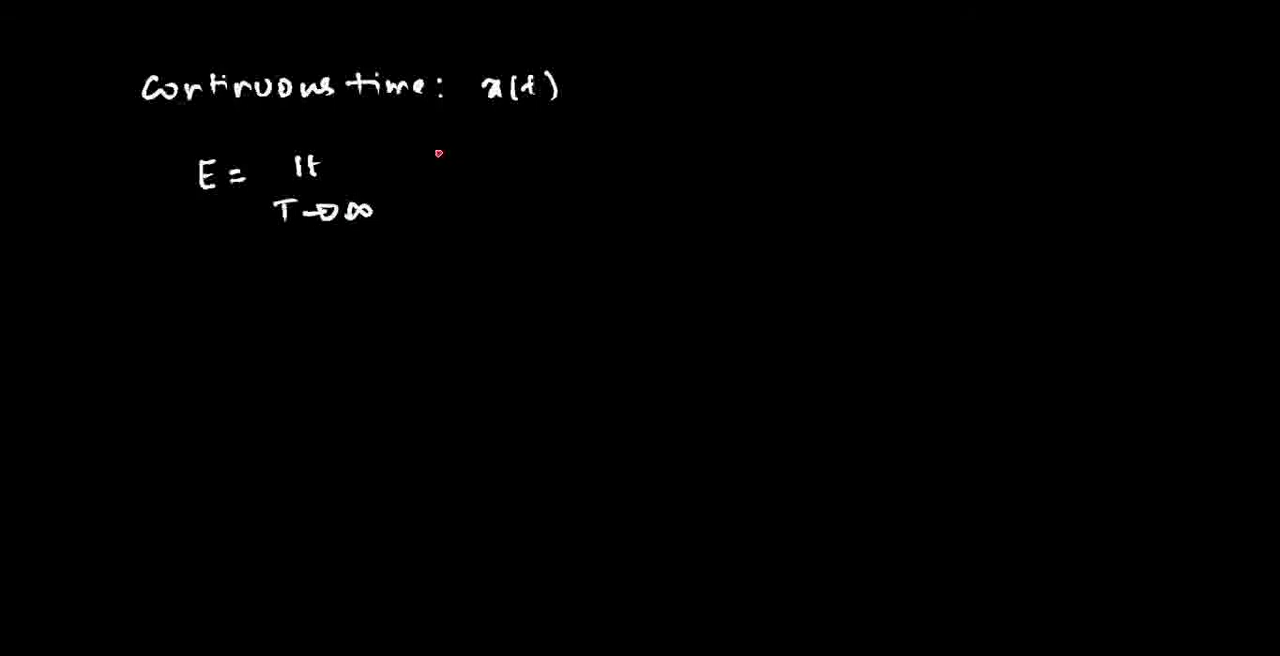 Continuous time: x(t)
E = lt
T→∞